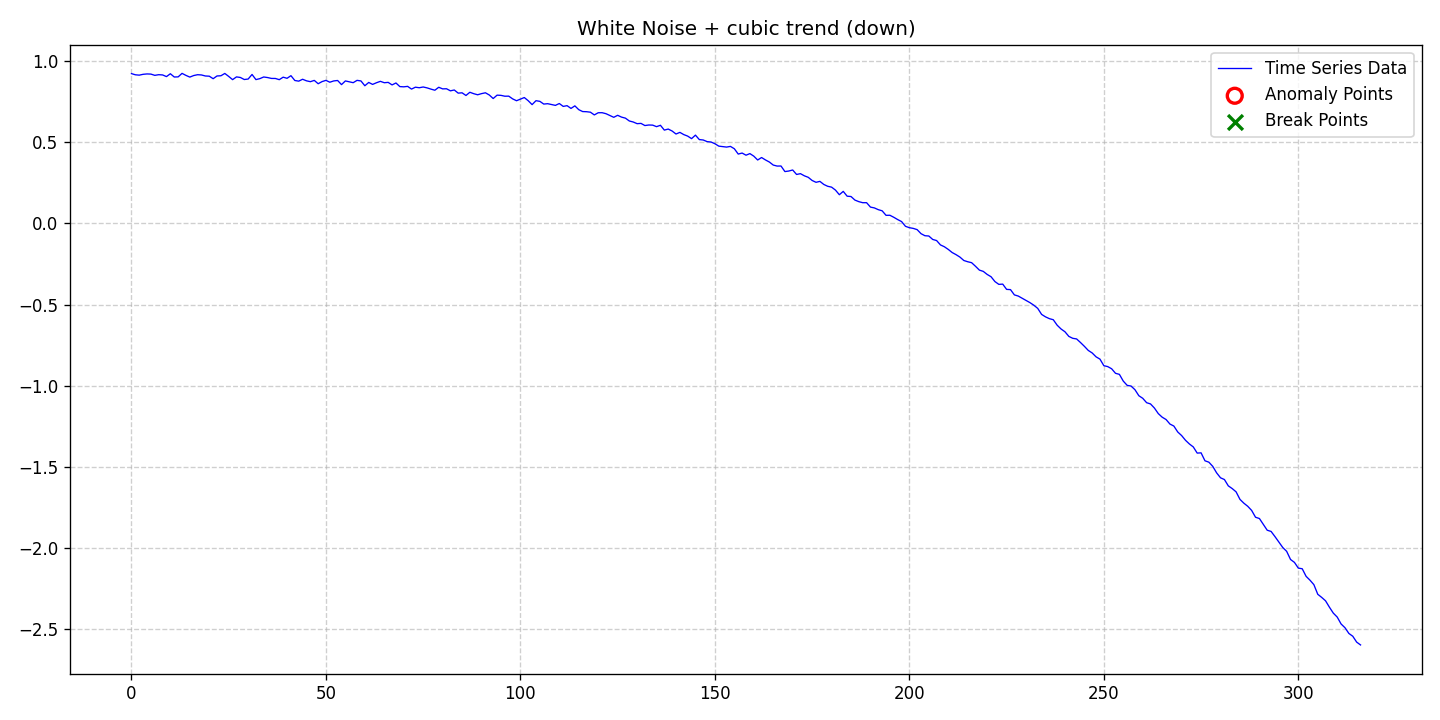 White Noise + cubic trend (down)
Time Series Data
Anomaly Points
Break Points
1.0
0.5
0.0
−0.5
−1.0
−1.5
−2.0
−2.5
0 50 100 150 200 250 300